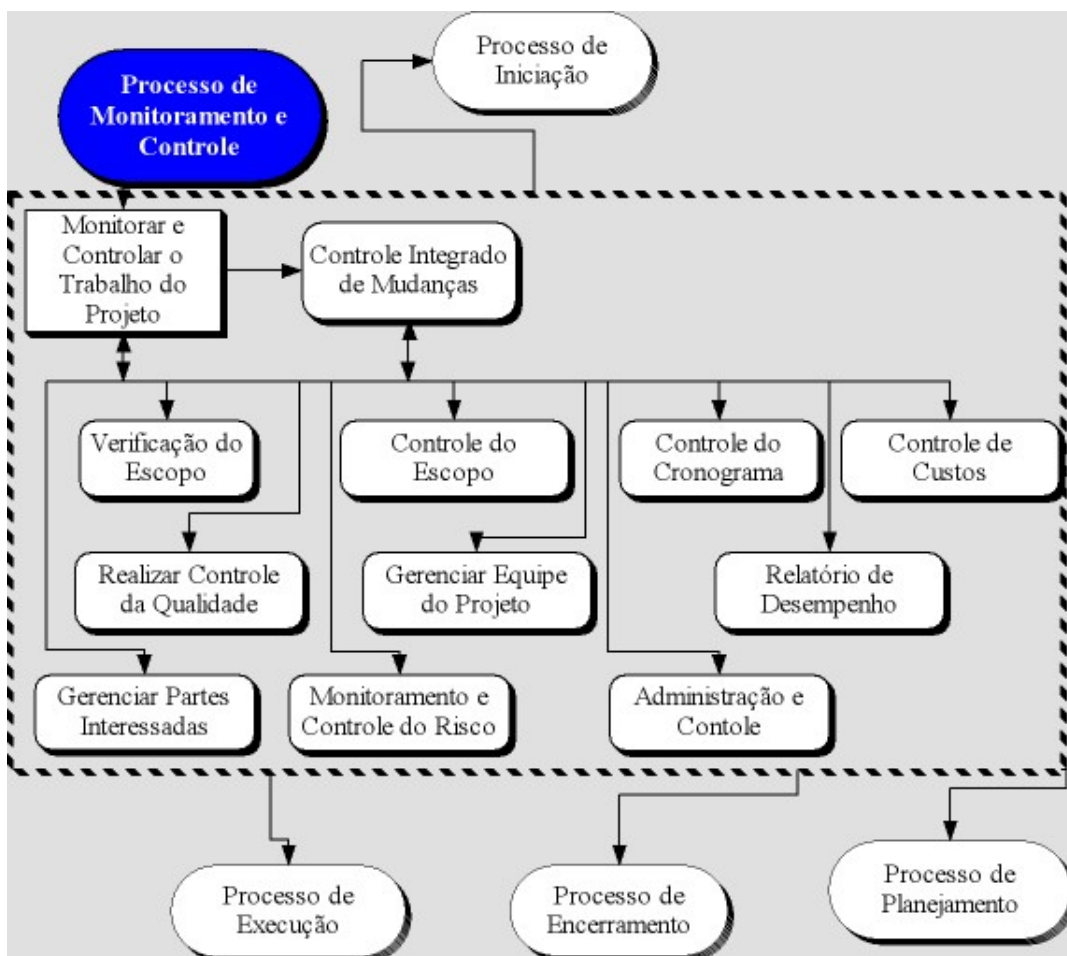 Processo de
Iniciação
Processo de
Monitoramento e
Controle
Monitorar e
Controlar o
Trabalho do
Projeto
Controle Integrado
de Mudanças
Verificação do
Escopo
Controle do
Escopo
Controle do
Cronograma
Controle de
Custos
Realizar Controle
da Qualidade
Gerenciar Equipe
do Projeto
Relatório de
Desempenho
Gerenciar Partes
Interessadas
Monitoramento e
Controle do Risco
Administração e
Contole
Processo de
Execução
Processo de
Encerramento
Processo de
Planejamento